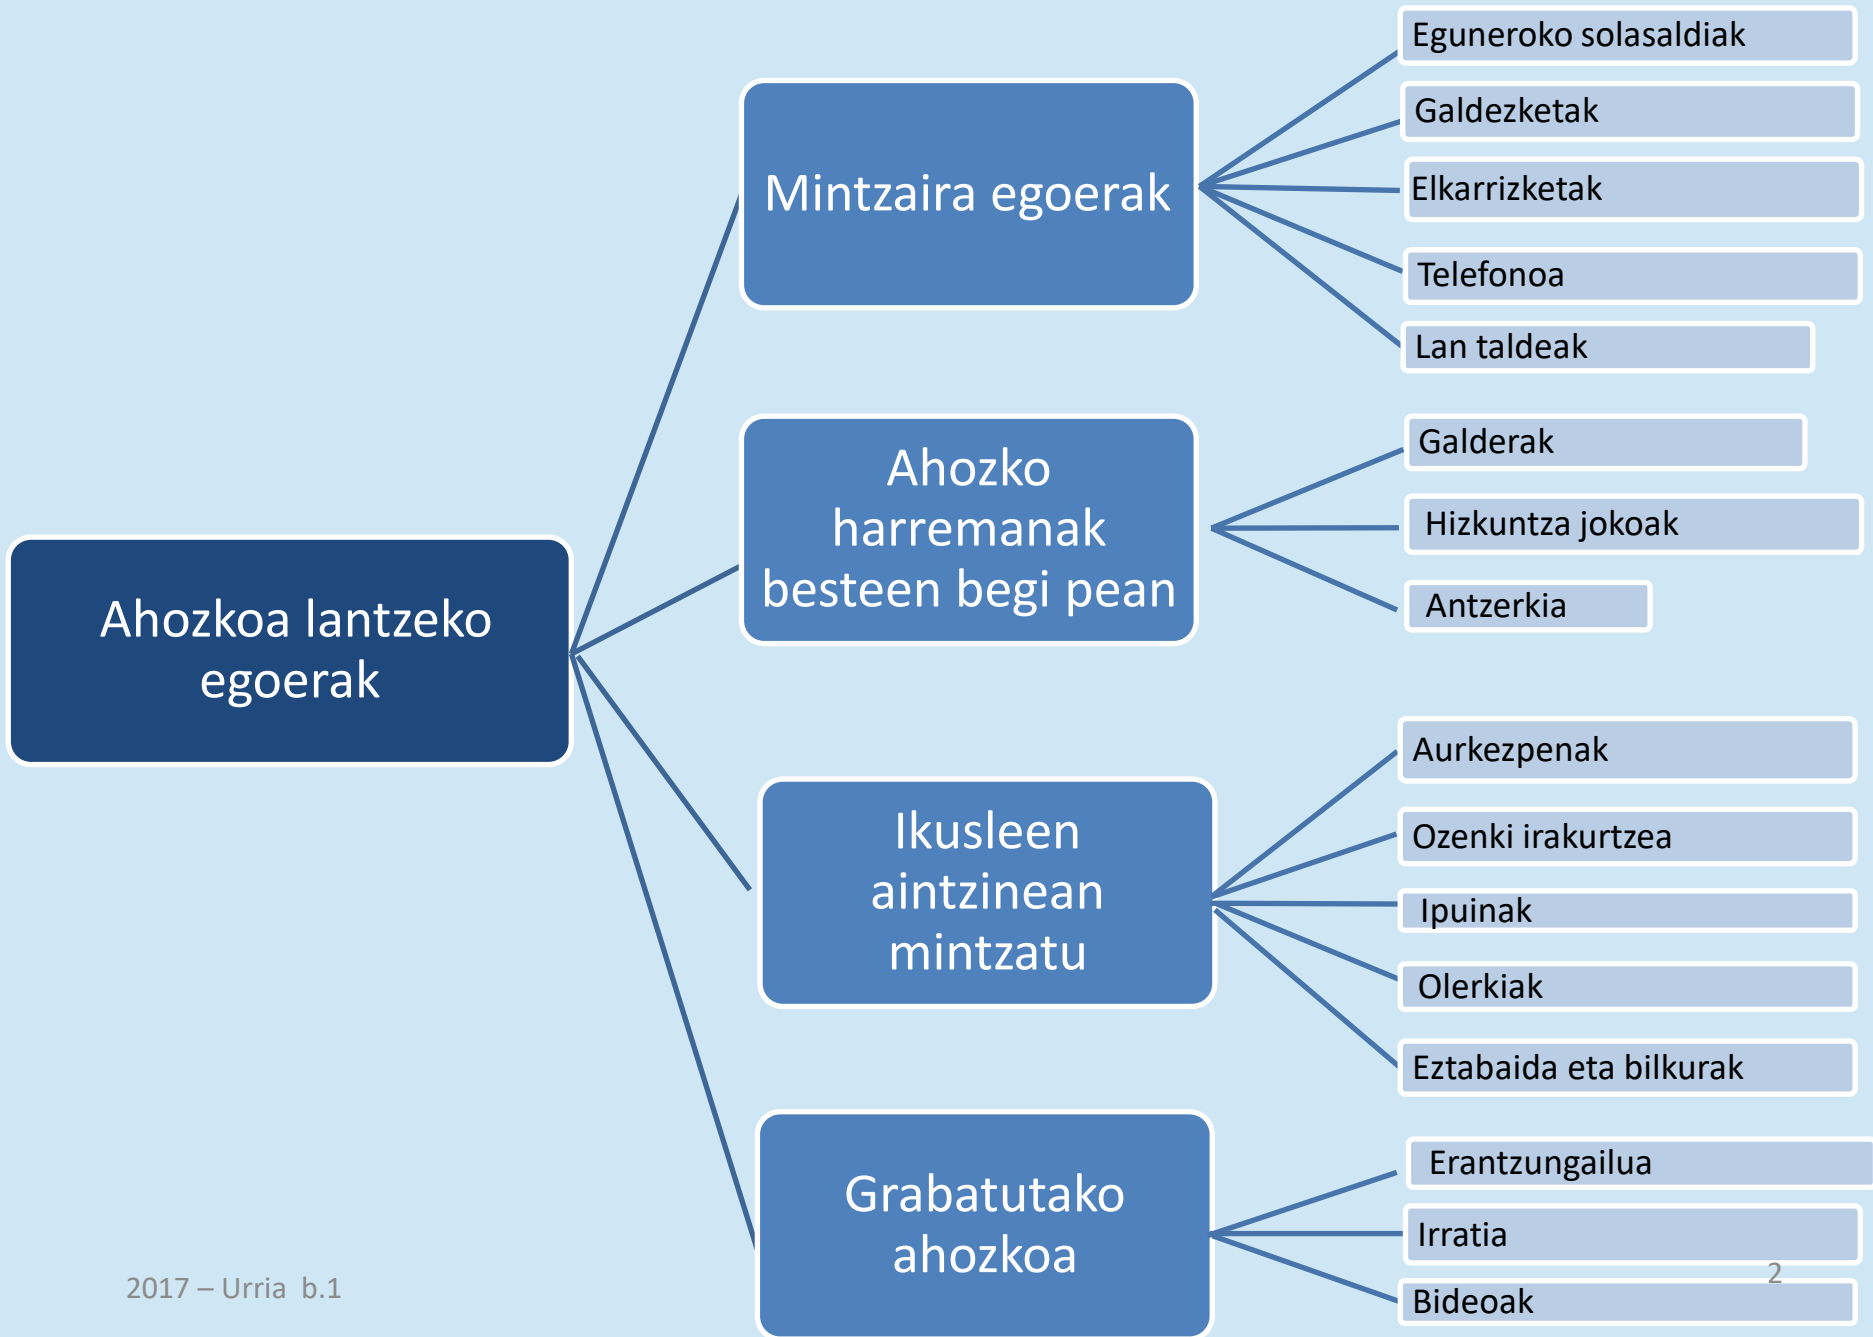 Ahozkoa lantzeko
egoerak
Mintzaira egoerak
Eguneroko solasaldiak
Galdezketak
Elkarrizketak
Telefonoa
Lan taldeak
Ahozko
harremanak
besteen begi pean
Galderak
Hizkuntza jokoak
Antzerkia
Ikusleen
aintzinean
mintzatu
Aurkezpenak
Ozenki irakurtzea
Ipuinak
Olerkiak
Eztabaida eta bilkurak
Grabatutako
ahozkoa
Erantzungailua
Irratia
Bideoak
2017 – Urria b.1
2